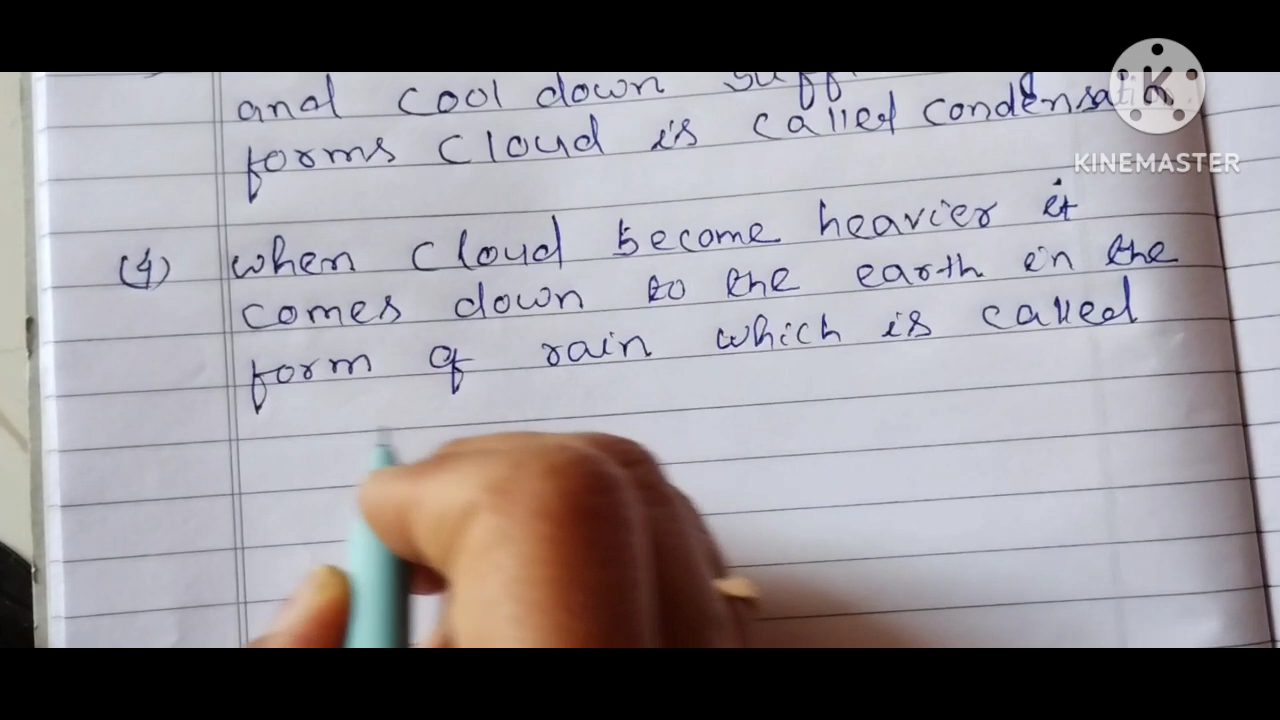 and cool down
forms cloud is called condensation
(4) when cloud become heavier it
comes down to the earth in the
form of rain which is called
K
KINEMASTER